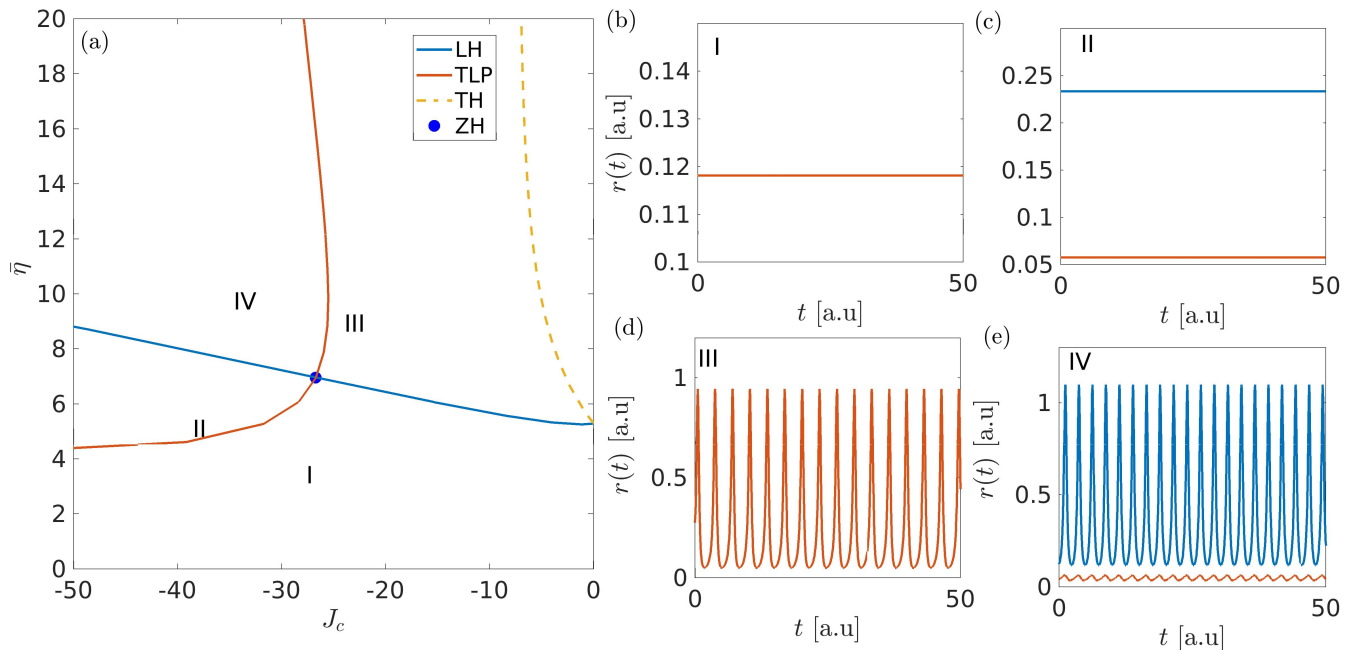 (a)
20
18
16
14
12
10
8
6
4
2
0
η̄
-50
-40
-30
-20
-10
0
J_c
LH
TLP
TH
ZH
IV
III
II
I
(b)
I
0.14
0.13
0.12
0.11
0.1
r(t) [a.u]
0
50
t [a.u]
(c)
II
0.25
0.2
0.15
0.1
0.05
0
50
t [a.u]
(d)
III
1
0.5
0
r(t) [a.u]
0
50
t [a.u]
(e)
IV
1
0.5
0
r(t) [a.u]
0
50
t [a.u]